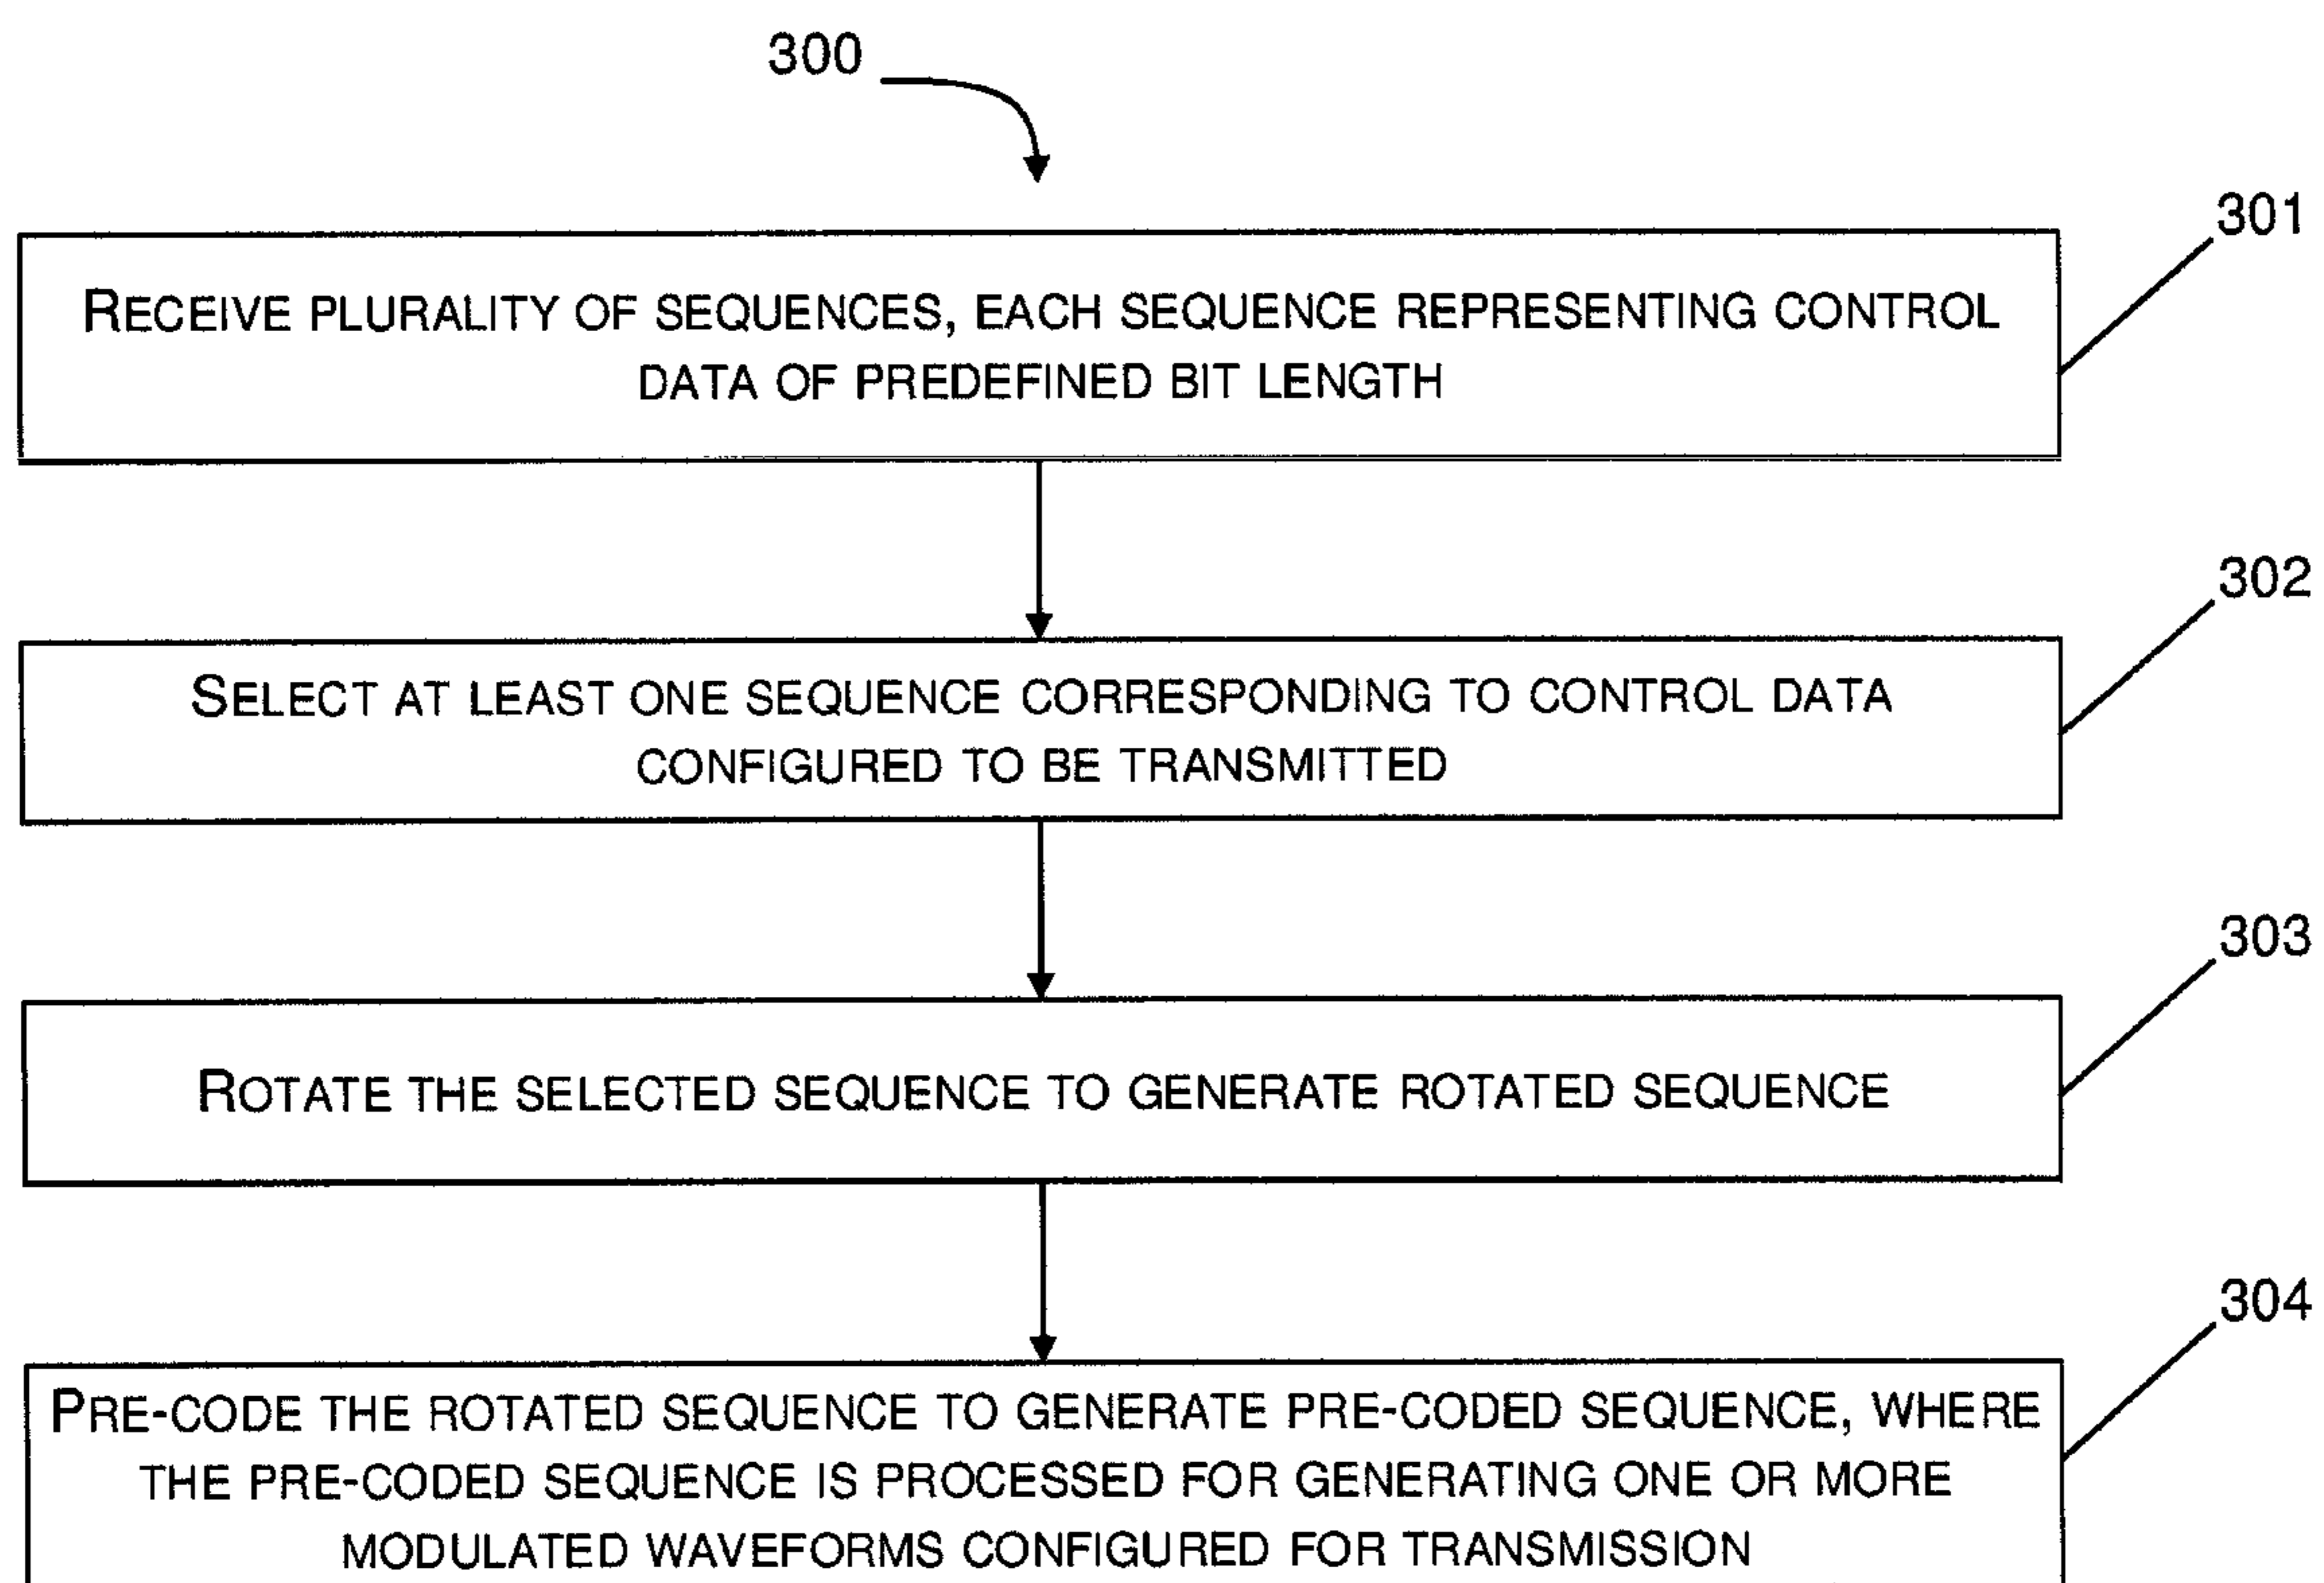 300
301
RECEIVE PLURALITY OF SEQUENCES, EACH SEQUENCE REPRESENTING CONTROL
DATA OF PREDEFINED BIT LENGTH
302
SELECT AT LEAST ONE SEQUENCE CORRESPONDING TO CONTROL DATA
CONFIGURED TO BE TRANSMITTED
303
ROTATE THE SELECTED SEQUENCE TO GENERATE ROTATED SEQUENCE
304
PRE-CODE THE ROTATED SEQUENCE TO GENERATE PRE-CODED SEQUENCE, WHERE
THE PRE-CODED SEQUENCE IS PROCESSED FOR GENERATING ONE OR MORE
MODULATED WAVEFORMS CONFIGURED FOR TRANSMISSION